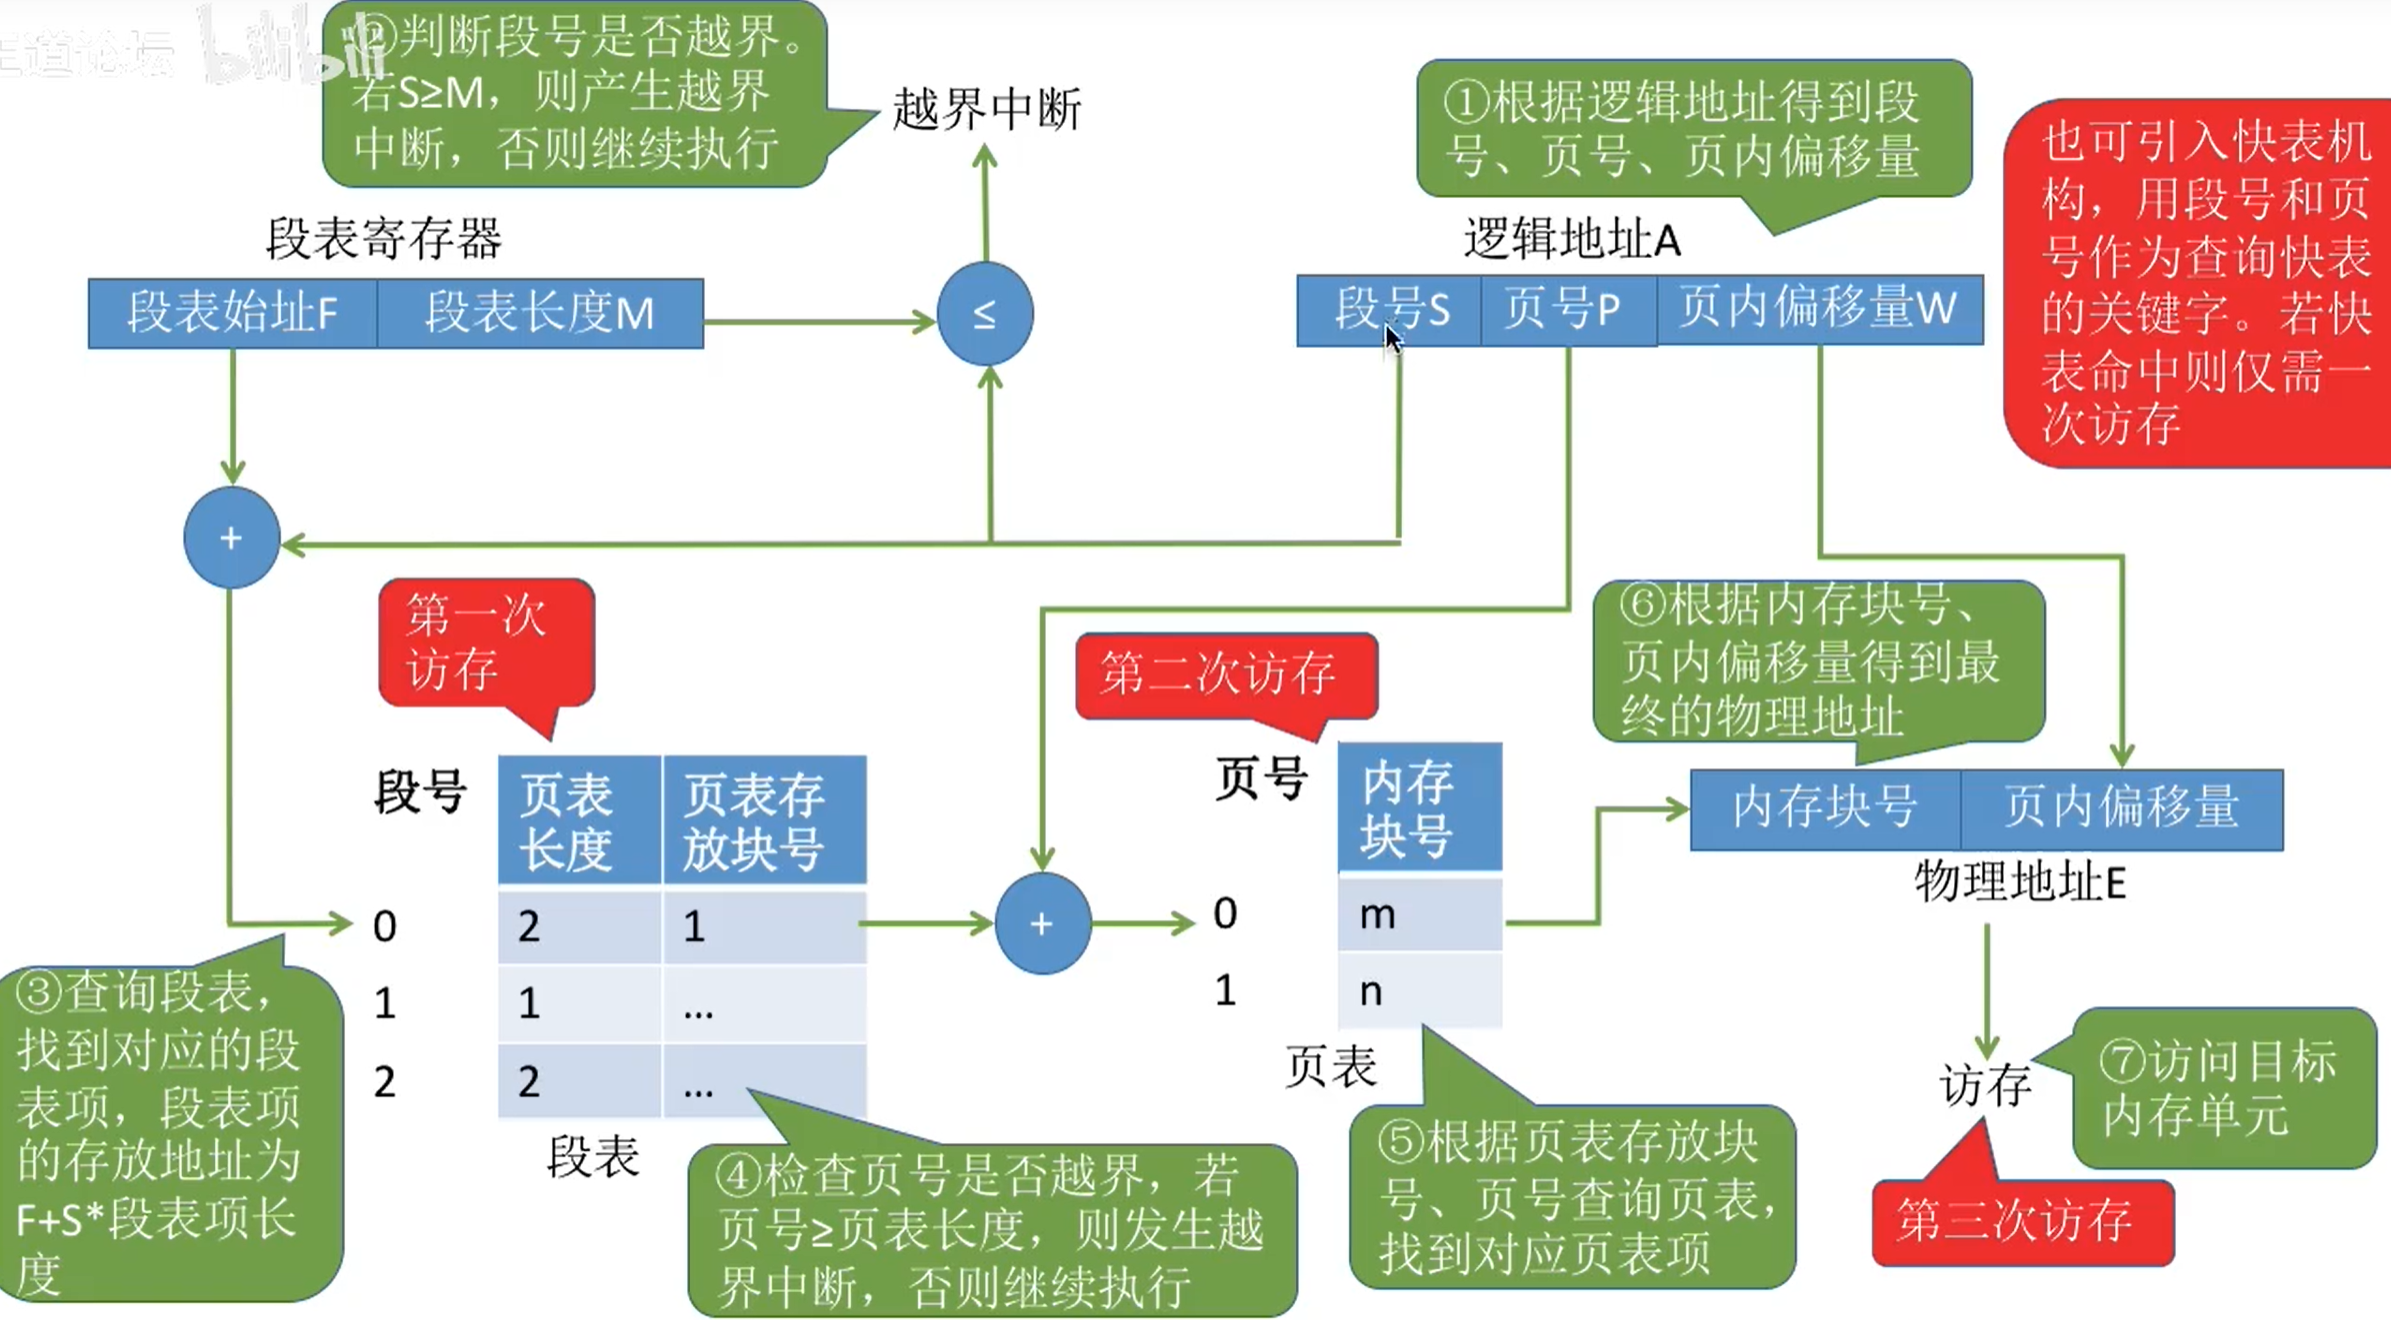 王道论坛 bilibili
②判断段号是否越界。
若S≥M，则产生越界
中断，否则继续执行
越界中断
①根据逻辑地址得到段
号、页号、页内偏移量
也可引入快表机
构，用段号和页
号作为查询快表
的关键字。若快
表命中则仅需一
次访存
段表寄存器
段表始址F 段表长度M
≤
逻辑地址A
段号S 页号P 页内偏移量W
+
第一次
访存
第二次访存
⑥根据内存块号、
页内偏移量得到最
终的物理地址
段号
页表
长度
页表存
放块号
0 2 1
1 1 ...
2 2 ...
段表
+
页号
内存
块号
0 m
1 n
页表
内存块号 页内偏移量
物理地址E
③查询段表，
找到对应的段
表项，段表项
的存放地址为
F+S*段表项长
度
④检查页号是否越界，若
页号≥页表长度，则发生越
界中断，否则继续执行
⑤根据页表存放块
号、页号查询页表，
找到对应页表项
访存
⑦访问目标
内存单元
第三次访存